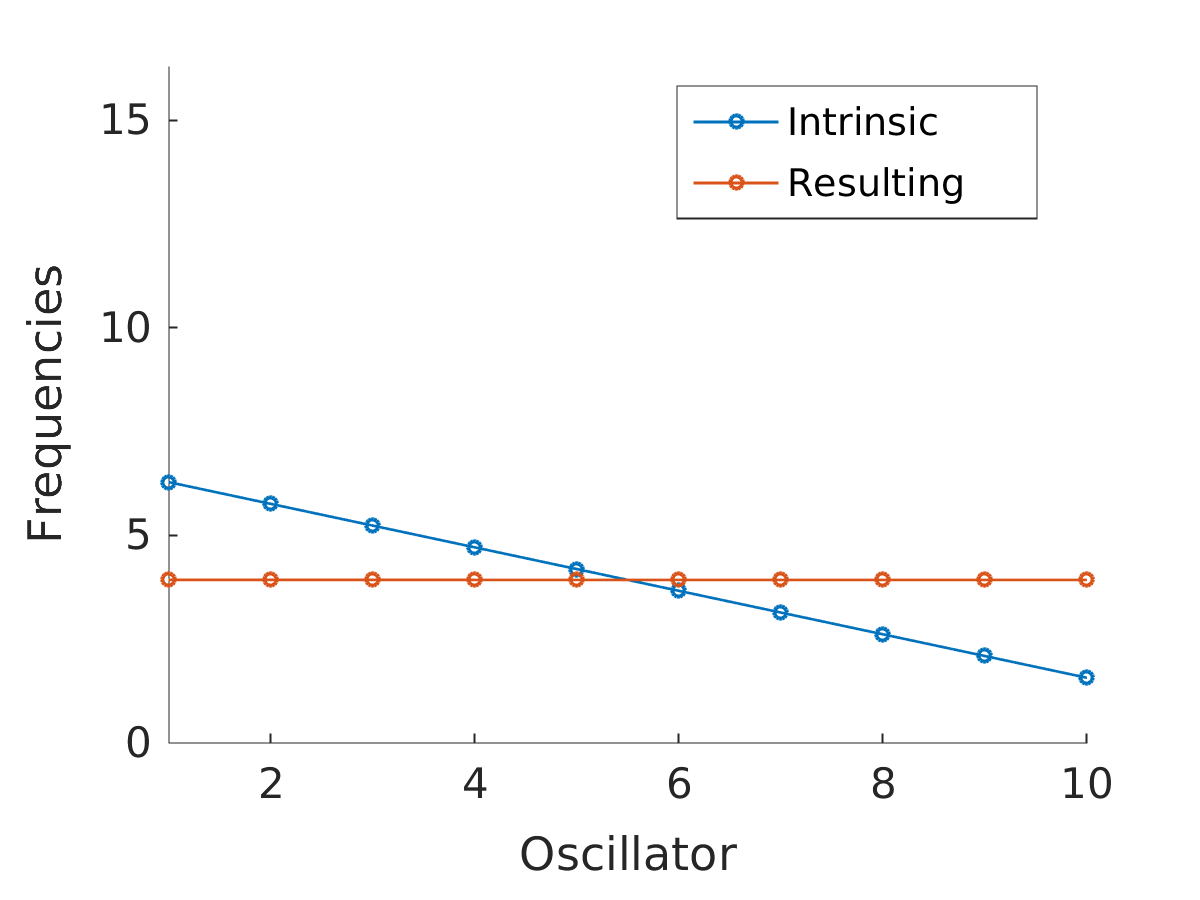 Intrinsic
Resulting
Frequencies
15
10
5
0
2 4 6 8 10
Oscillator